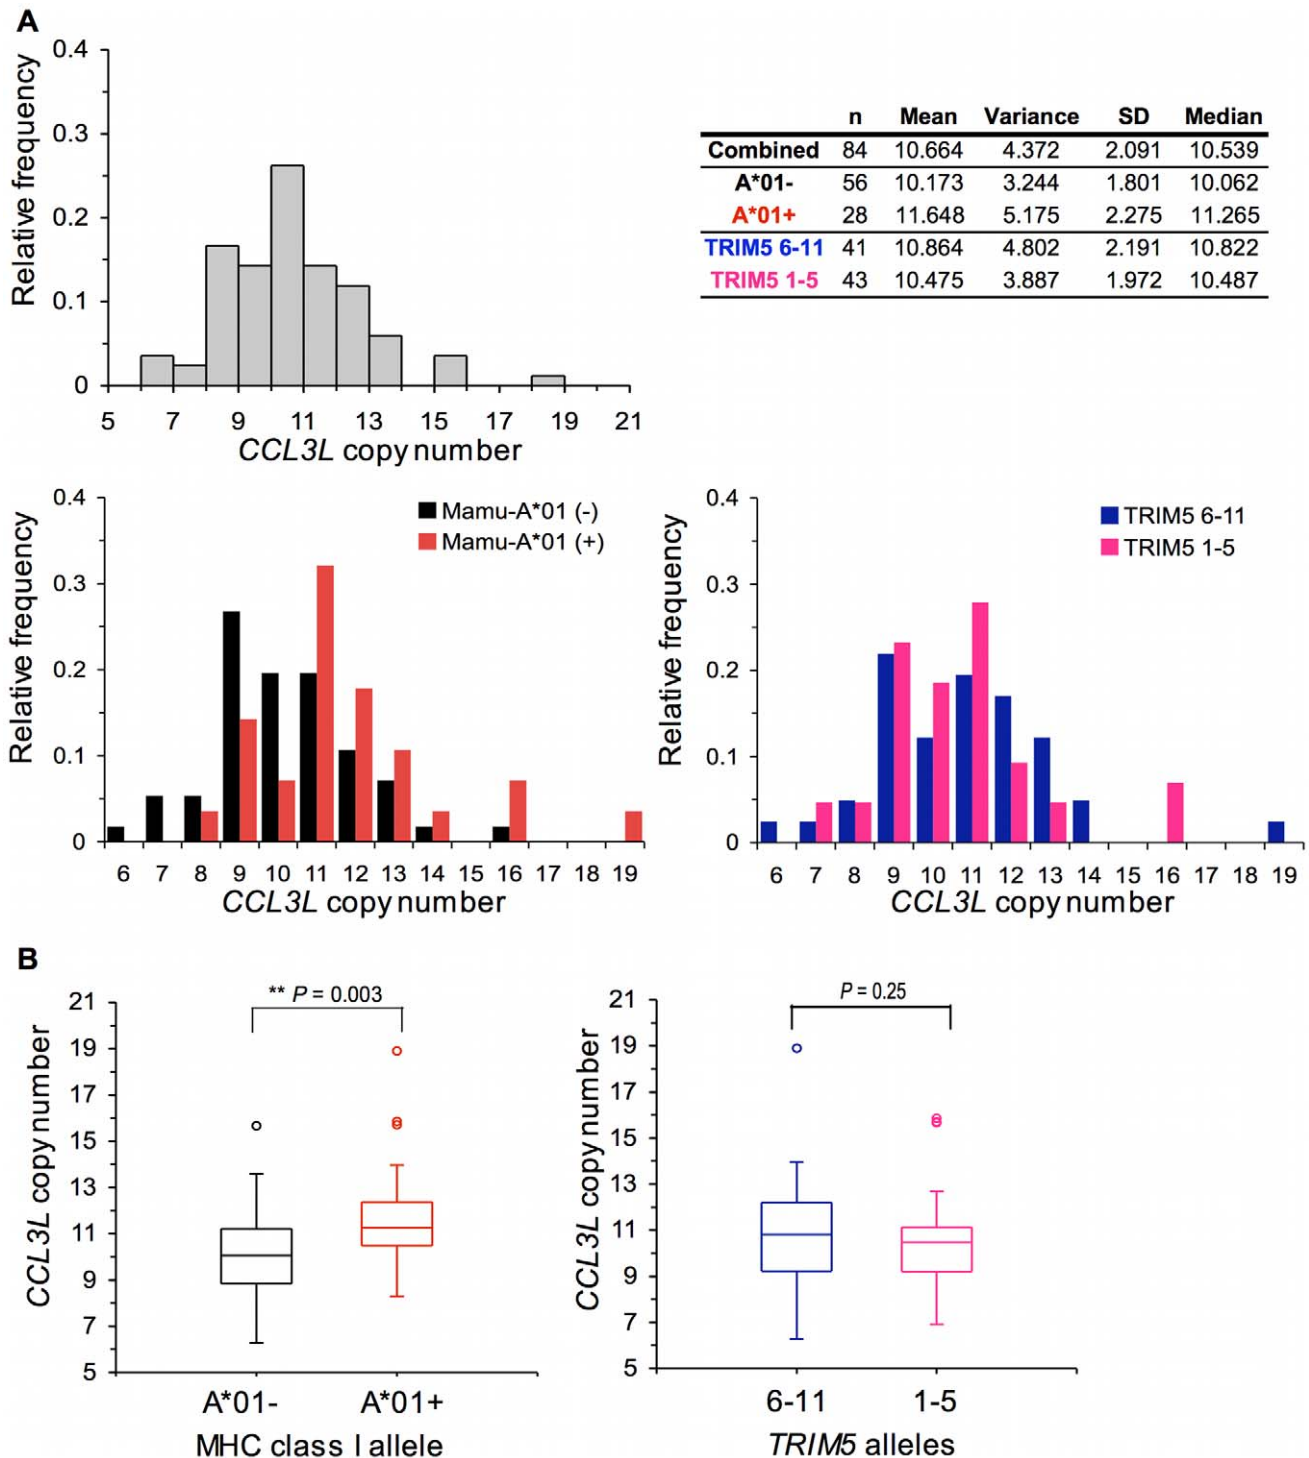 A
0.4
0.3
0.2
0.1
0
Relative frequency
5 7 9 11 13 15 17 19 21
CCL3L copy number
n Mean Variance SD Median
Combined 84 10.664 4.372 2.091 10.539
A*01- 56 10.173 3.244 1.801 10.062
A*01+ 28 11.648 5.175 2.275 11.265
TRIM5 6-11 41 10.864 4.802 2.191 10.822
TRIM5 1-5 43 10.475 3.887 1.972 10.487
0.4
0.3
0.2
0.1
0
Relative frequency
Mamu-A*01 (-)
Mamu-A*01 (+)
6 7 8 9 10 11 12 13 14 15 16 17 18 19
CCL3L copy number
0.4
0.3
0.2
0.1
0
Relative frequency
TRIM5 6-11
TRIM5 1-5
6 7 8 9 10 11 12 13 14 15 16 17 18 19
CCL3L copy number
B
21
19
17
15
13
11
9
7
5
CCL3L copy number
** P = 0.003
A*01- A*01+
MHC class I allele
21
19
17
15
13
11
9
7
5
CCL3L copy number
P = 0.25
6-11 1-5
TRIM5 alleles